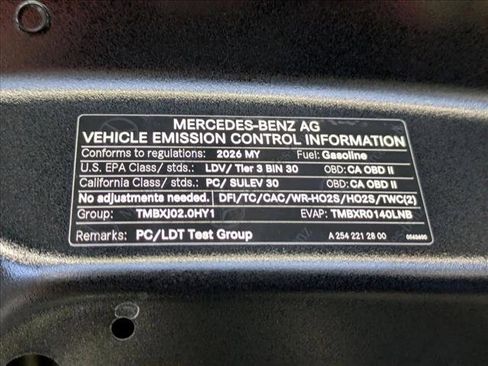 MERCEDES-BENZ AG
VEHICLE EMISSION CONTROL INFORMATION
Conforms to regulations: 2026 MY Fuel: Gasoline
U.S. EPA Class/ stds.: LDV/ Tier 3 BIN 30 OBD: CA OBD II
California Class/ stds.: PC/ SULEV 30 OBD: CA OBD II
No adjustments needed. DFI/TC/CAC/WR-HO2S/HO2S/TWC(2)
Group: TMBXJ02.0HY1 EVAP: TMBXR0140LNB
Remarks: PC/LDT Test Group A 254 221 28 00